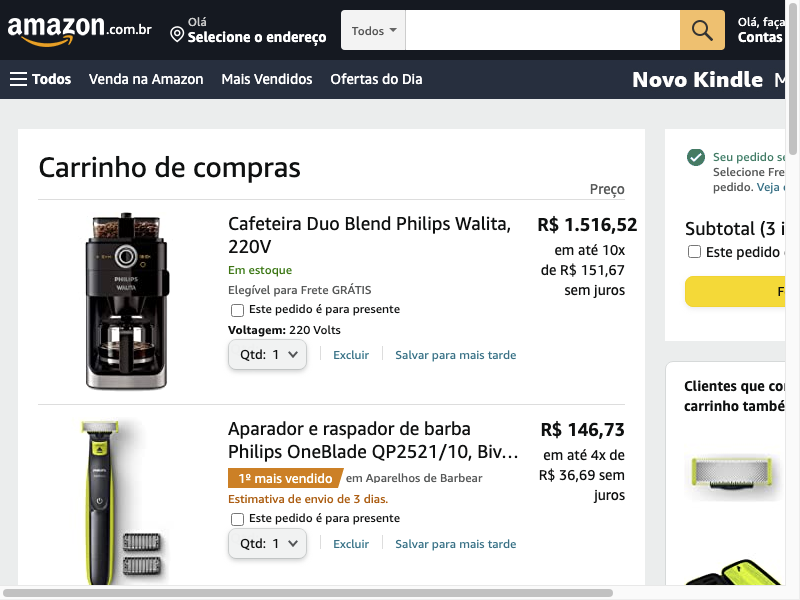 amazon.com.br
Olá
Selecione o endereço
Todos
Olá, faça
Contas
Todos
Venda na Amazon
Mais Vendidos
Ofertas do Dia
Novo Kindle
Carrinho de compras
Preço
Cafeteira Duo Blend Philips Walita,
220V
Em estoque
Elegível para Frete GRÁTIS
Este pedido é para presente
Voltagem: 220 Volts
Qtd: 1
Excluir
Salvar para mais tarde
R$ 1.516,52
em até 10x
de R$ 151,67
sem juros
PHILIPS
WALITA
Aparador e raspador de barba
Philips OneBlade QP2521/10, Biv…
1º mais vendido em Aparelhos de Barbear
Estimativa de envio de 3 dias.
Este pedido é para presente
Qtd: 1
Excluir
Salvar para mais tarde
R$ 146,73
em até 4x de
R$ 36,69 sem
juros
Seu pedido se
Selecione Fre
pedido. Veja
Subtotal (3 i
Este pedido
F
Clientes que co
carrinho també